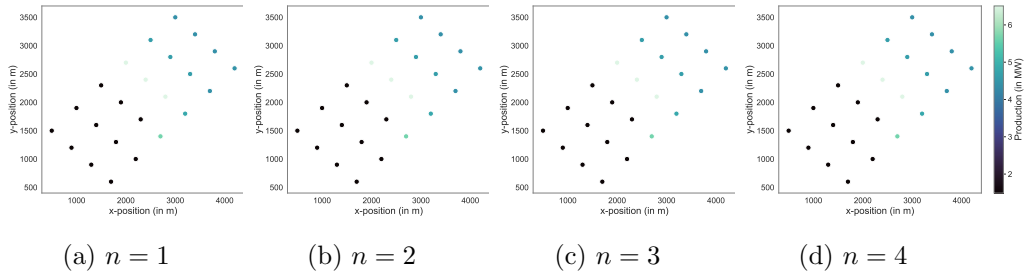 3500
3000
2500
2000
1500
1000
500
y-position (in m)
1000 2000 3000 4000
x-position (in m)
(a) n = 1
3500
3000
2500
2000
1500
1000
500
y-position (in m)
1000 2000 3000 4000
x-position (in m)
(b) n = 2
3500
3000
2500
2000
1500
1000
500
y-position (in m)
1000 2000 3000 4000
x-position (in m)
(c) n = 3
3500
3000
2500
2000
1500
1000
500
y-position (in m)
1000 2000 3000 4000
x-position (in m)
(d) n = 4
6
5
4
3
2
Production (in MW)